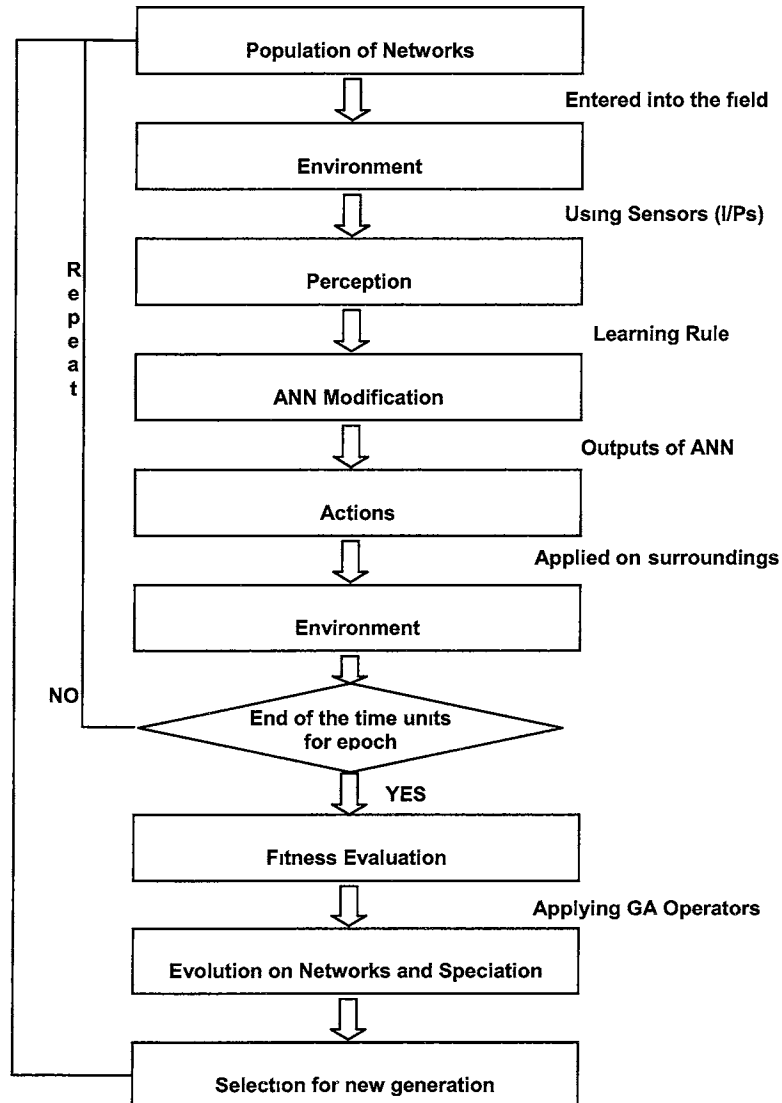 Population of Networks
Entered into the field
Environment
Using Sensors (I/Ps)
Perception
Learning Rule
ANN Modification
Outputs of ANN
Actions
Applied on surroundings
Environment
Repeat
NO
End of the time units
for epoch
YES
Fitness Evaluation
Applying GA Operators
Evolution on Networks and Speciation
Selection for new generation